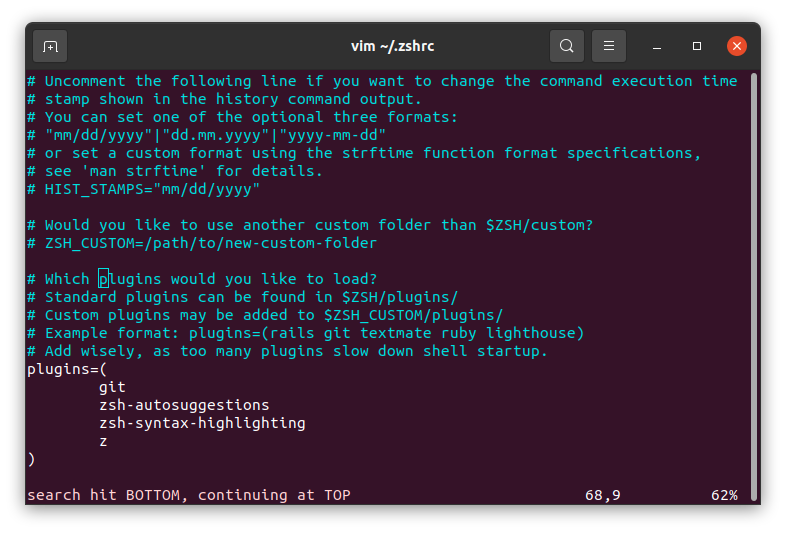 vim ~/.zshrc
# Uncomment the following line if you want to change the command execution time
# stamp shown in the history command output.
# You can set one of the optional three formats:
# "mm/dd/yyyy"|"dd.mm.yyyy"|"yyyy-mm-dd"
# or set a custom format using the strftime function format specifications,
# see 'man strftime' for details.
# HIST_STAMPS="mm/dd/yyyy"

# Would you like to use another custom folder than $ZSH/custom?
# ZSH_CUSTOM=/path/to/new-custom-folder

# Which plugins would you like to load?
# Standard plugins can be found in $ZSH/plugins/
# Custom plugins may be added to $ZSH_CUSTOM/plugins/
# Example format: plugins=(rails git textmate ruby lighthouse)
# Add wisely, as too many plugins slow down shell startup.
plugins=(
        git
        zsh-autosuggestions
        zsh-syntax-highlighting
        z
)

search hit BOTTOM, continuing at TOP 68,9 62%